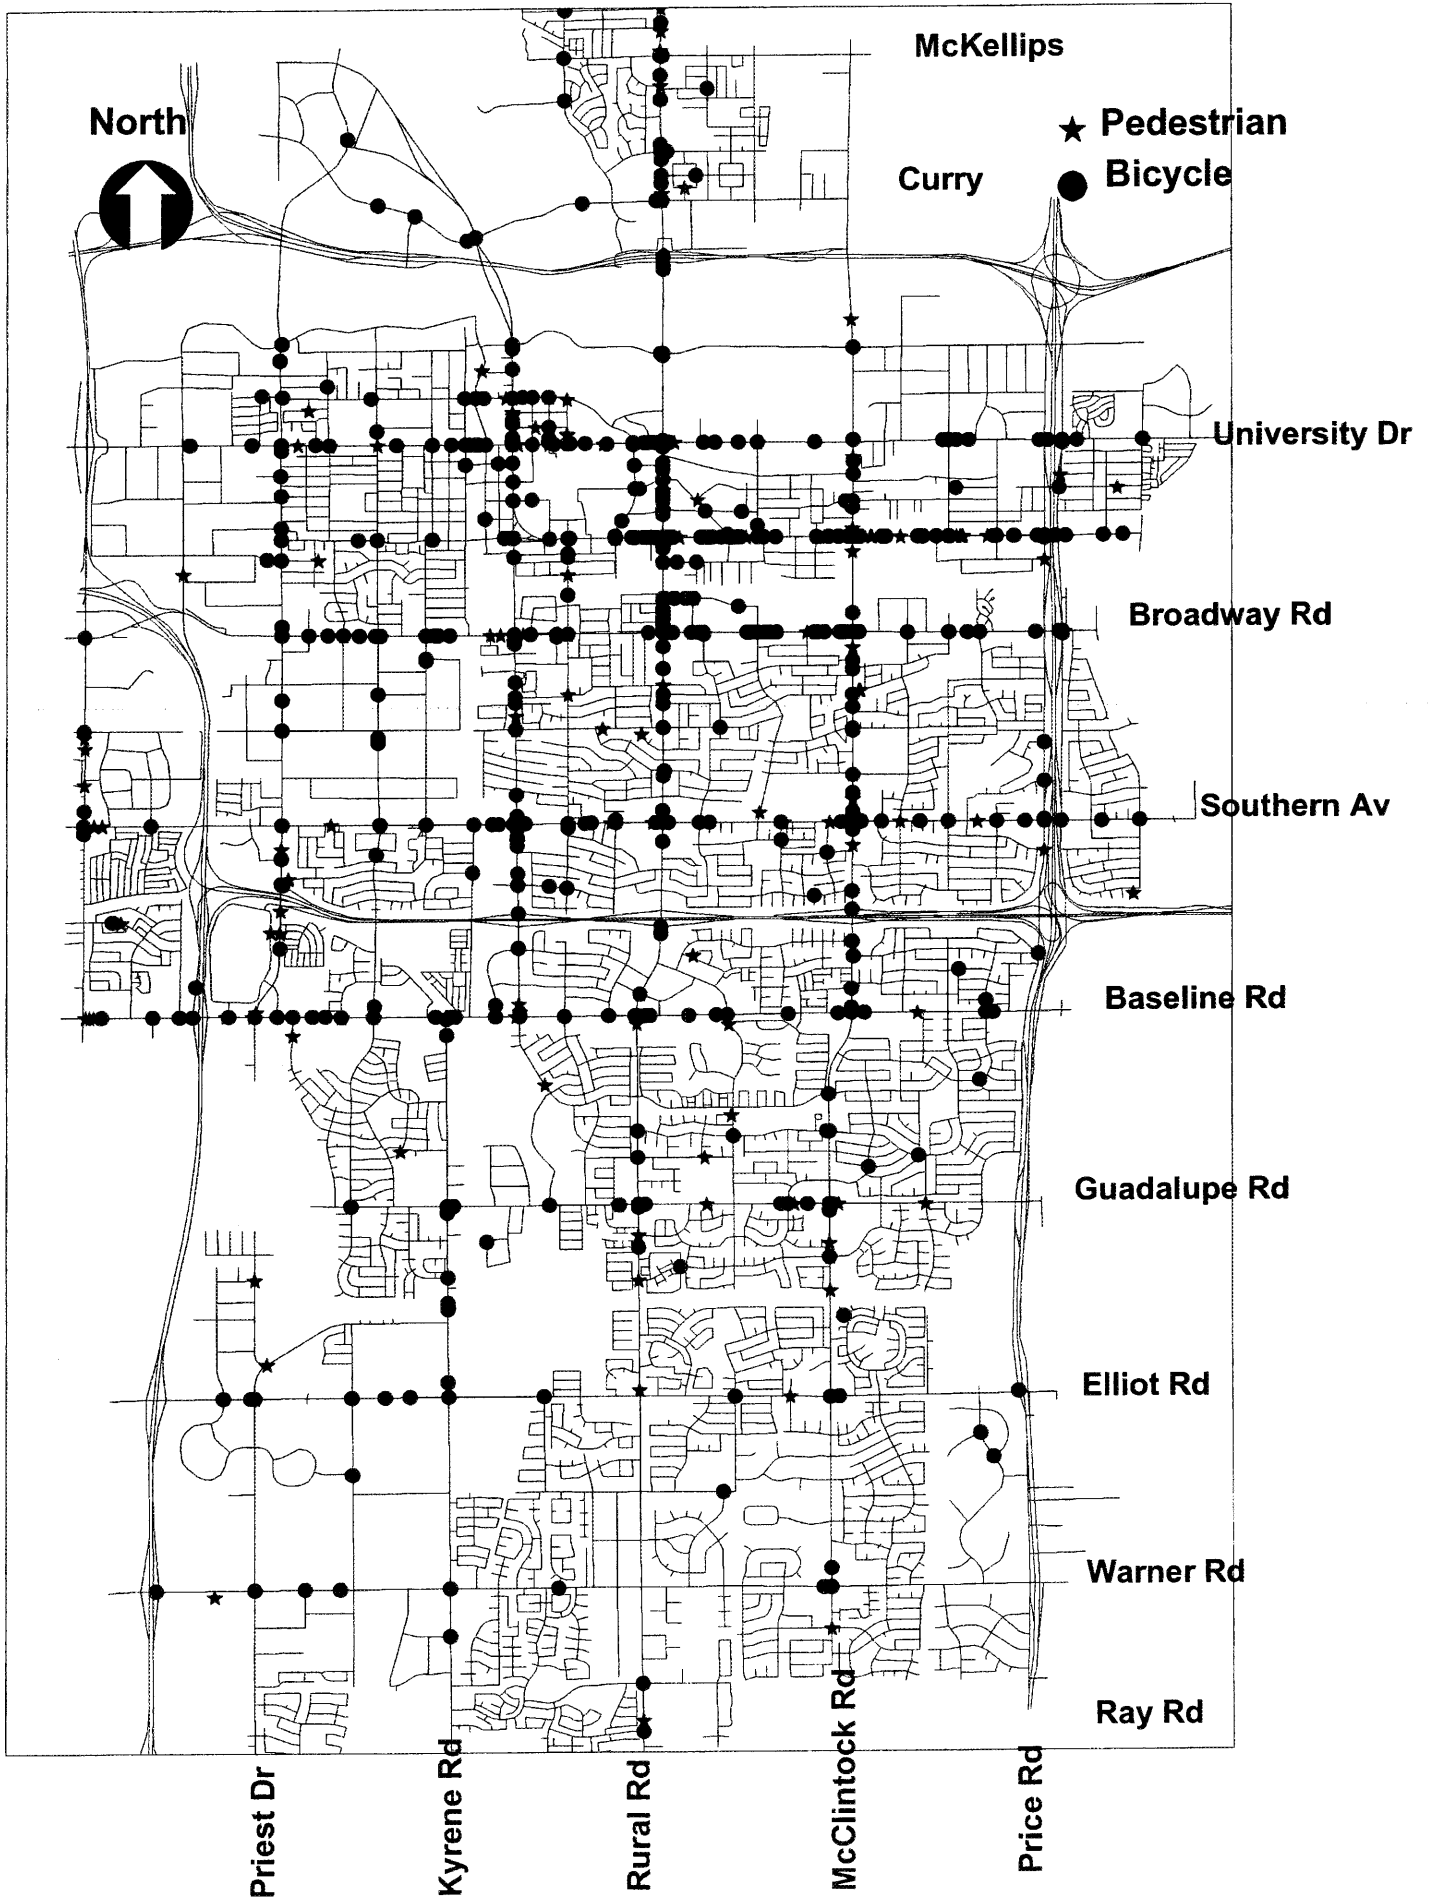 McKellips
North
Pedestrian
Curry
Bicycle
University Dr
Broadway Rd
Southern Av
Baseline Rd
Guadalupe Rd
Elliot Rd
Warner Rd
Ray Rd
Priest Dr
Kyrene Rd
Rural Rd
McClintock Rd
Price Rd